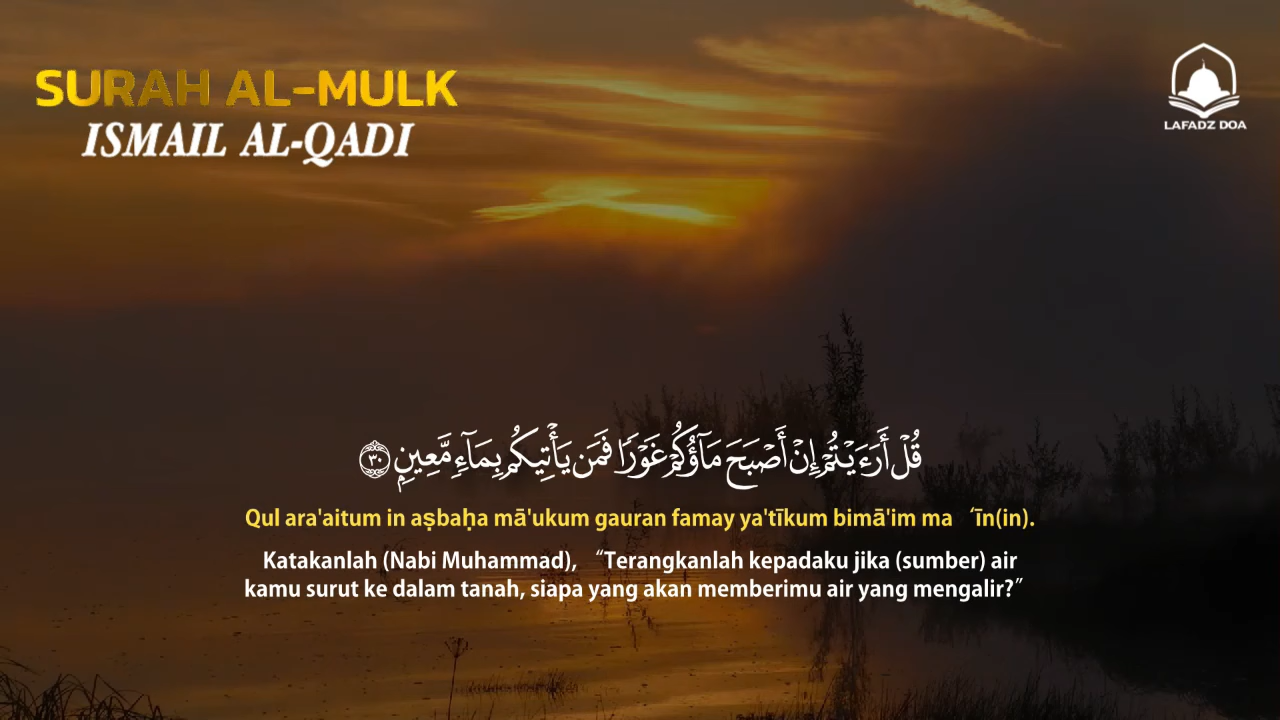 SURAH AL-MULK
ISMAIL AL-QADI
LAFADZ DOA
قُلْ أَرَءَيْتُمْ إِنْ أَصْبَحَ مَآؤُكُمْ غَوْرًا فَمَن يَأْتِيكُم بِمَآءٍ مَّعِينٍۭ ٣٠
Qul ara'aitum in aṣbaḥa mā'ukum gauran famay ya'tīkum bimā'im ma‘īn(in).
Katakanlah (Nabi Muhammad), “Terangkanlah kepadaku jika (sumber) air
kamu surut ke dalam tanah, siapa yang akan memberimu air yang mengalir?”